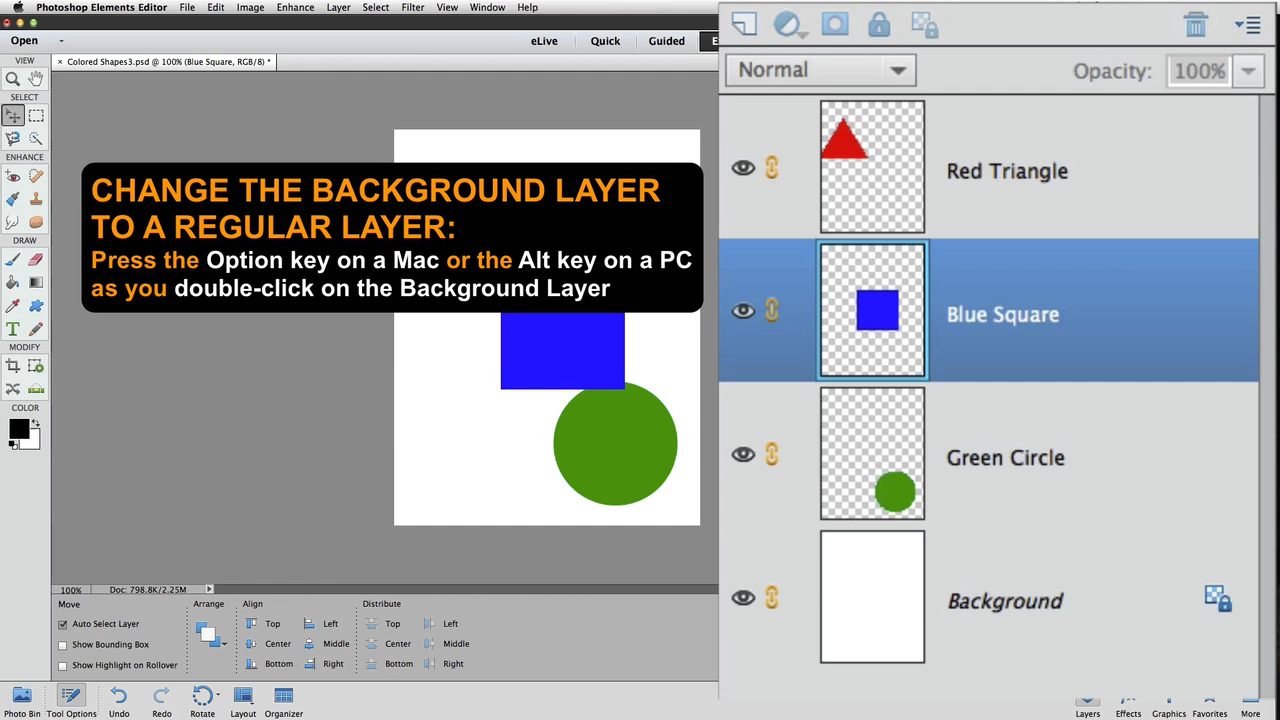 Photoshop Elements Editor File Edit Image Enhance Layer Select Filter View Window Help
Open
eLive Quick Guided
× Colored Shapes3.psd @ 100% (Blue Square, RGB/8) *
VIEW
SELECT
ENHANCE
DRAW
MODIFY
COLOR
CHANGE THE BACKGROUND LAYER
TO A REGULAR LAYER:
Press the Option key on a Mac or the Alt key on a PC
as you double-click on the Background Layer
Normal Opacity: 100%
Red Triangle
Blue Square
Green Circle
Background
100% Doc: 798.8K/2.25M
Move Arrange Align Distribute
Auto Select Layer Top Left Top Left
Show Bounding Box Center Middle Center Middle
Show Highlight on Rollover Bottom Right Bottom Right
Photo Bin Tool Options Undo Redo Rotate Layout Organizer Layers Effects Graphics Favorites More